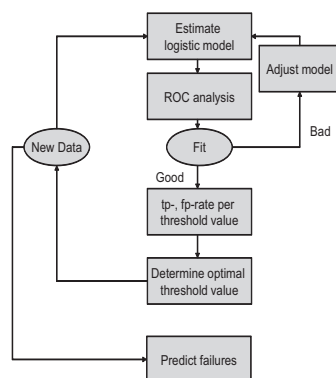 Estimate
logistic model
Adjust model
ROC analysis
New Data
Fit
Bad
Good
tp-, fp-rate per
threshold value
Determine optimal
threshold value
Predict failures